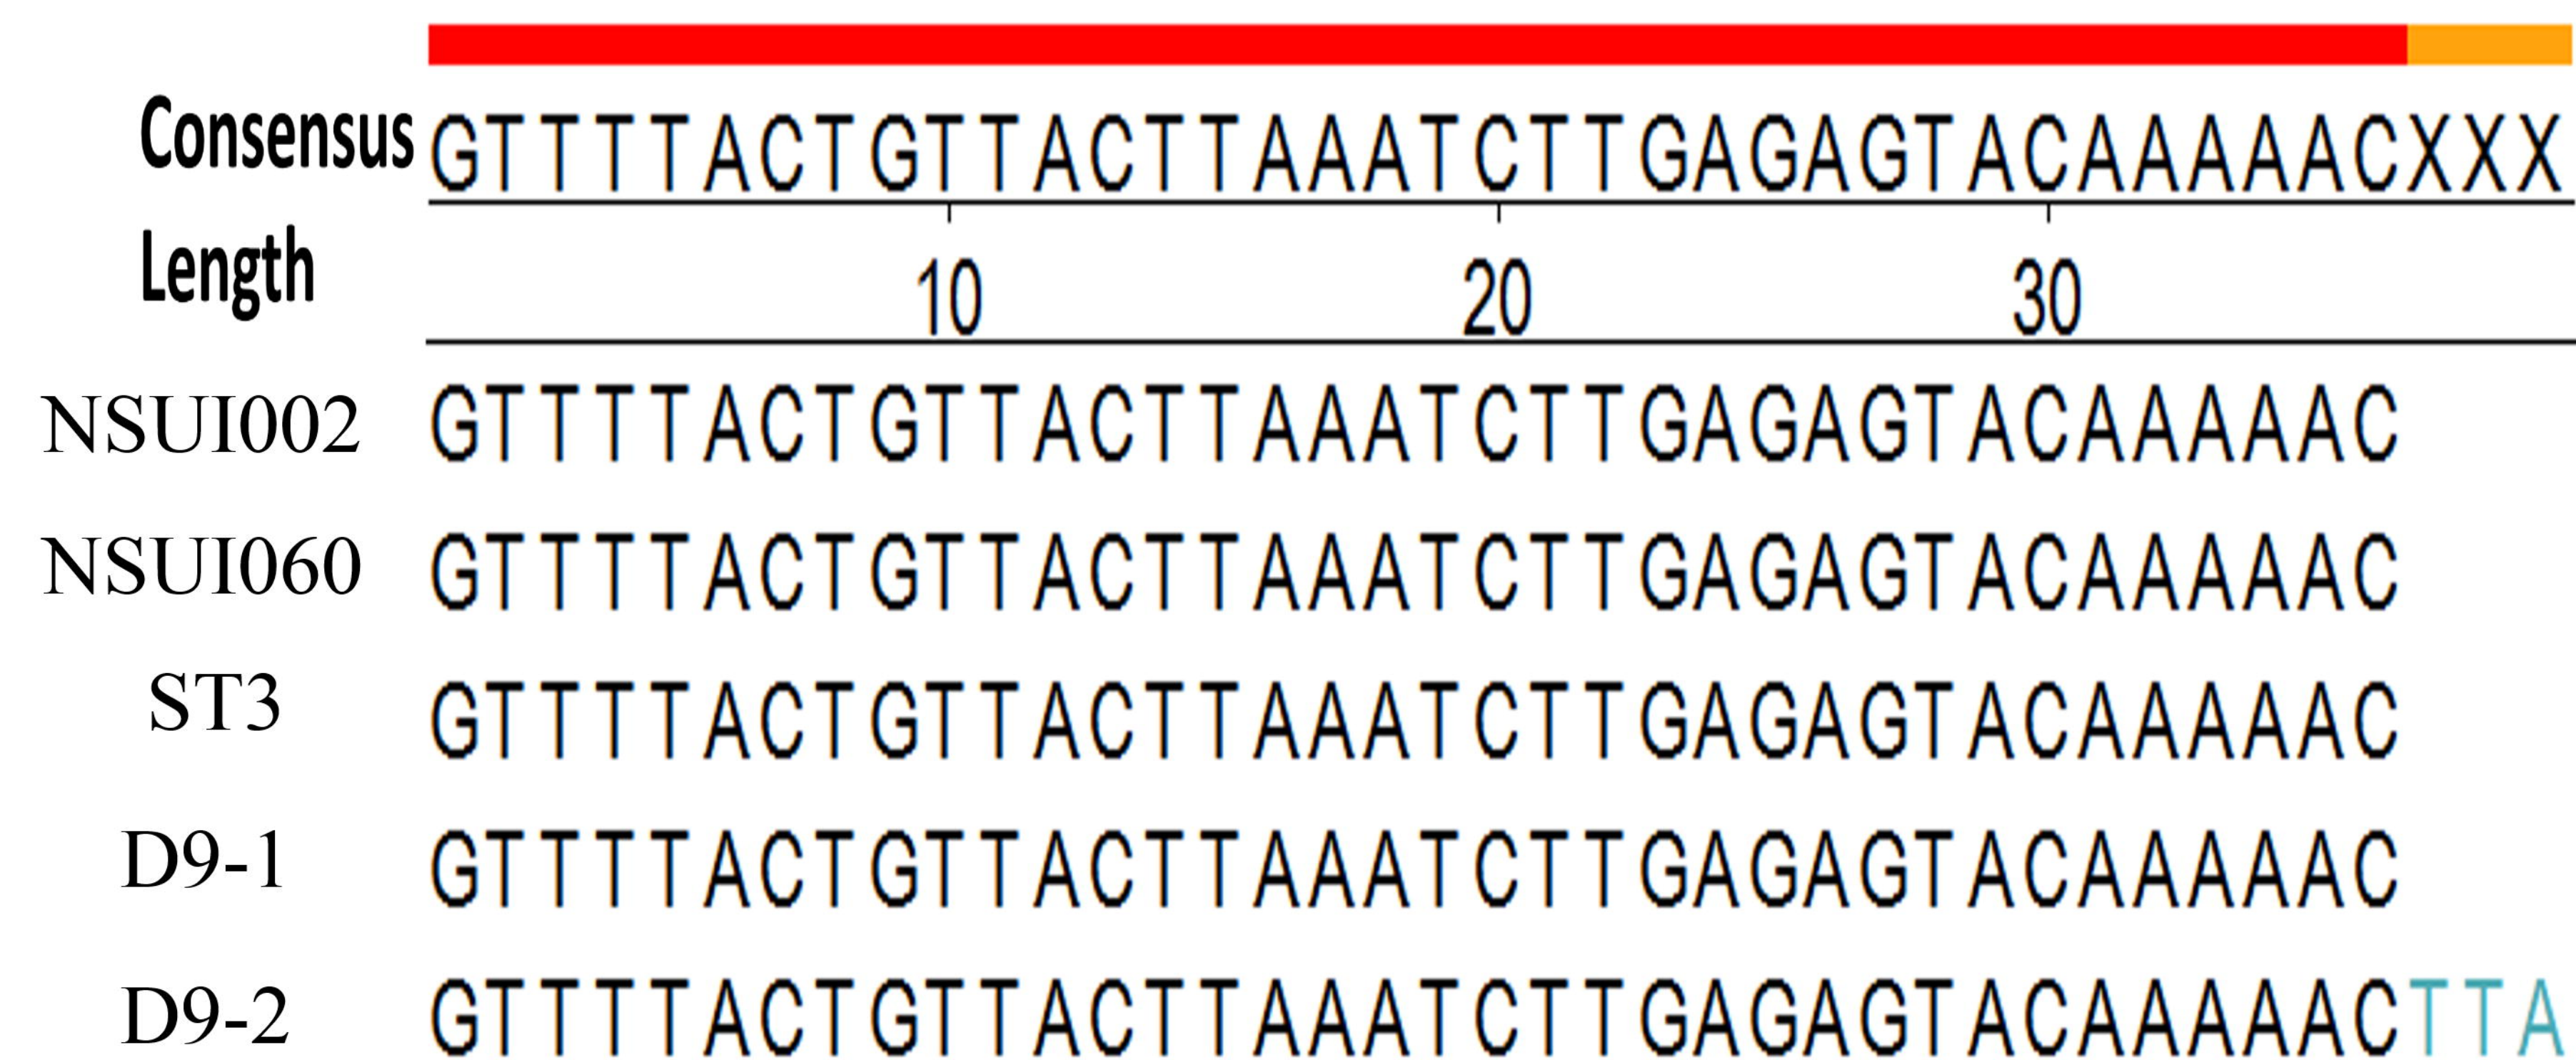 Consensus GTTTTACTGTTACTTAAATCTTGAGAGTACAAAAACXXX
Length 10 20 30
NSUI002 GTTTTACTGTTACTTAAATCTTGAGAGTACAAAAAC
NSUI060 GTTTTACTGTTACTTAAATCTTGAGAGTACAAAAAC
ST3 GTTTTACTGTTACTTAAATCTTGAGAGTACAAAAAC
D9-1 GTTTTACTGTTACTTAAATCTTGAGAGTACAAAAAC
D9-2 GTTTTACTGTTACTTAAATCTTGAGAGTACAAAAACTTA